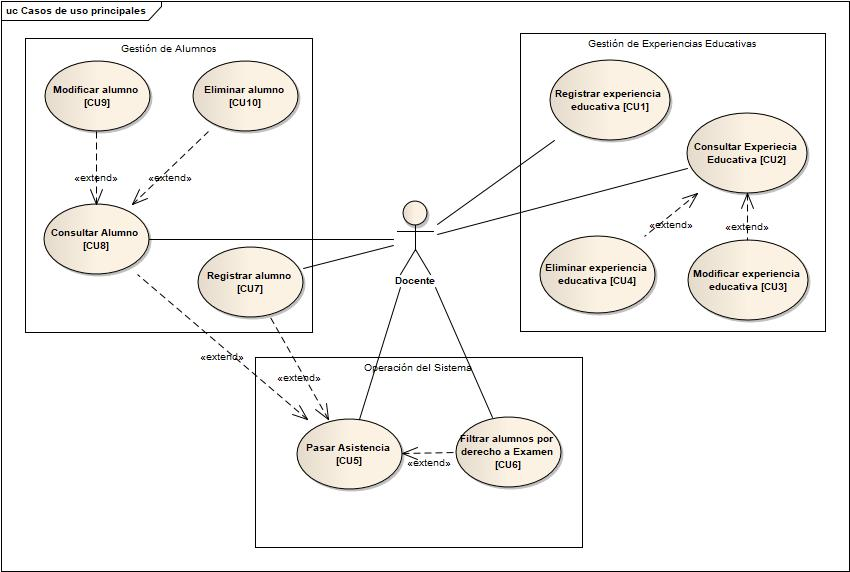 uc Casos de uso principales
Gestión de Alumnos
Modificar alumno
[CU9]
Eliminar alumno
[CU10]
«extend»
«extend»
Consultar Alumno
[CU8]
Registrar alumno
[CU7]
Gestión de Experiencias Educativas
Registrar experiencia
educativa [CU1]
Consultar Experiecia
Educativa [CU2]
«extend»
«extend»
Eliminar experiencia
educativa [CU4]
Modificar experiencia
educativa [CU3]
Docente
«extend»
«extend»
Operación del Sistema
Pasar Asistencia
[CU5]
«extend»
Filtrar alumnos por
derecho a Examen
[CU6]